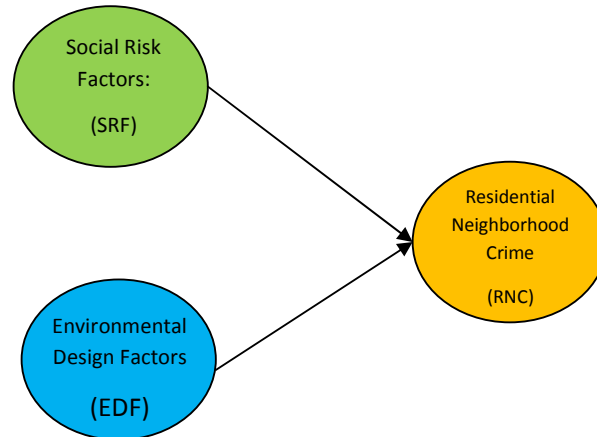 Social Risk
Factors:
(SRF)
Residential
Neighborhood
Crime
(RNC)
Environmental
Design Factors
(EDF)